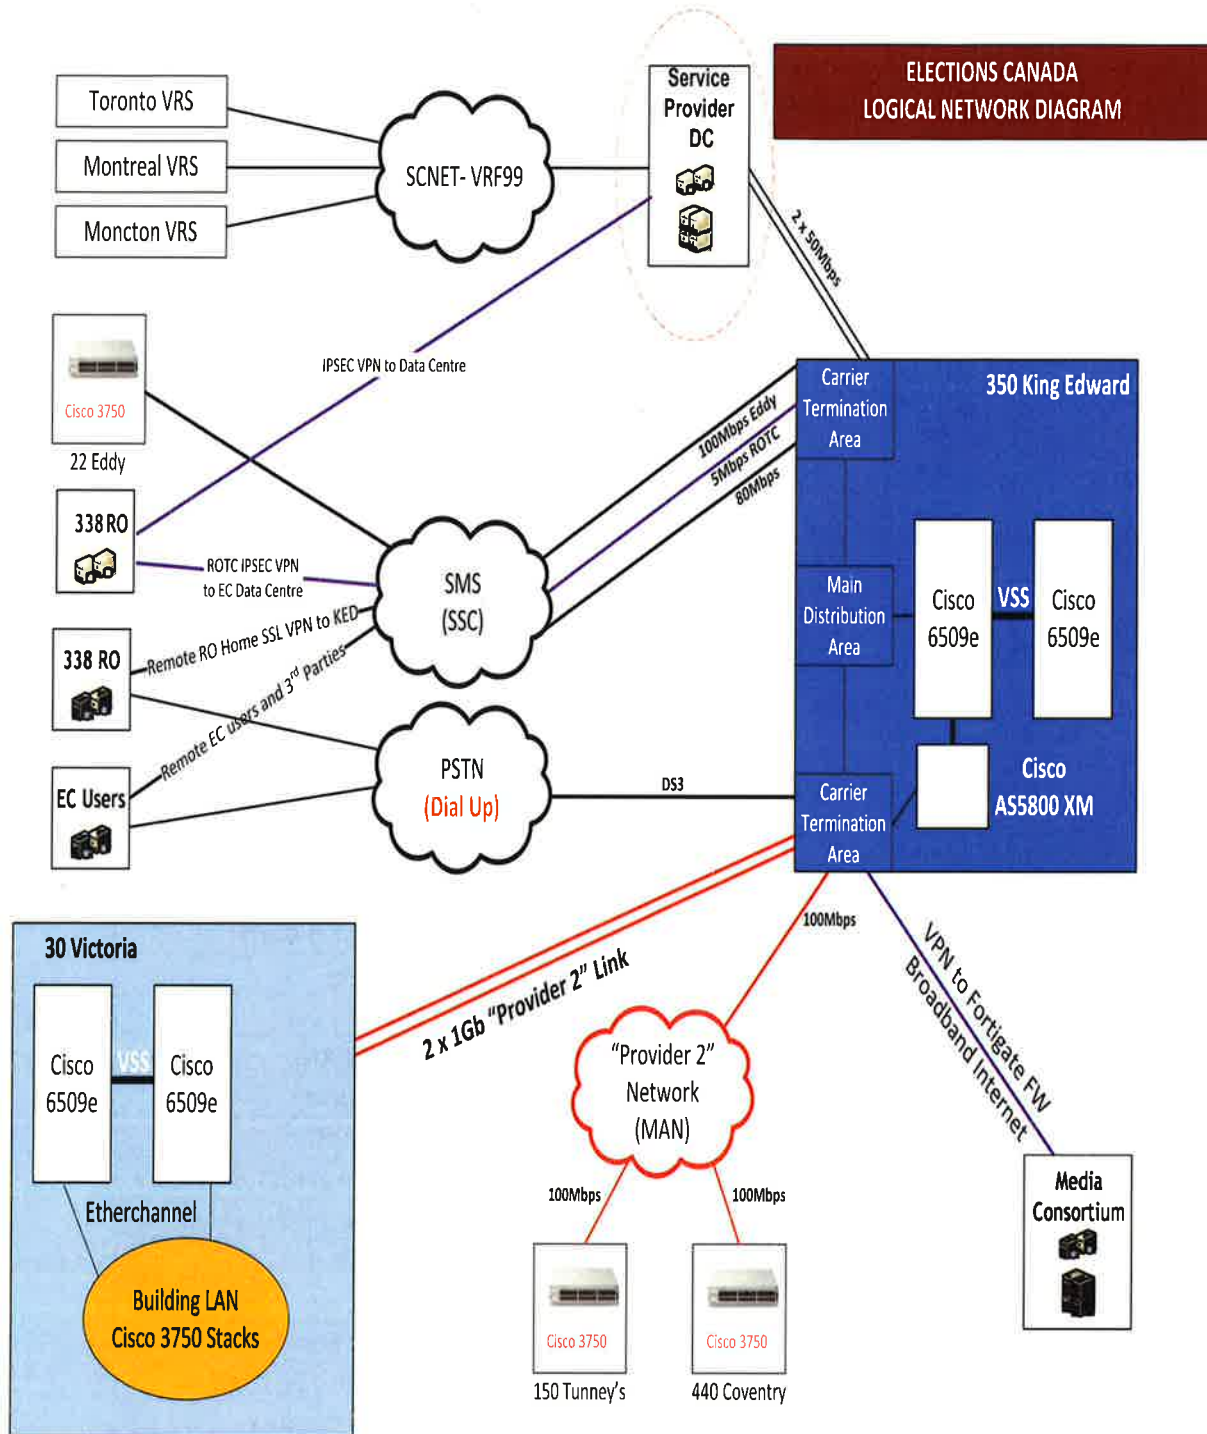 ELECTIONS CANADA
LOGICAL NETWORK DIAGRAM
Toronto VRS
Montreal VRS
Moncton VRS
SCNET- VRF99
Service
Provider
DC
2 x 50Mbps
IPSEC VPN to Data Centre
Cisco 3750
22 Eddy
338 RO
ROTC IPSEC VPN
to EC Data Centre
338 RO
Remote RO Home SSL VPN to KED
Remote EC users and 3rd Parties
EC Users
SMS
(SSC)
100Mbps Eddy
5Mbps ROTC
80Mbps
PSTN
(Dial Up)
DS3
350 King Edward
Carrier
Termination
Area
Main
Distribution
Area
Cisco
6509e
VSS
Cisco
6509e
Cisco
AS5800 XM
Carrier
Termination
Area
30 Victoria
Cisco
6509e
VSS
Cisco
6509e
Etherchannel
Building LAN
Cisco 3750 Stacks
2 x 1Gb "Provider 2" Link
100Mbps
"Provider 2"
Network
(MAN)
100Mbps
100Mbps
Cisco 3750
150 Tunney's
Cisco 3750
440 Coventry
VPN to Fortigate FW
Broadband Internet
Media
Consortium